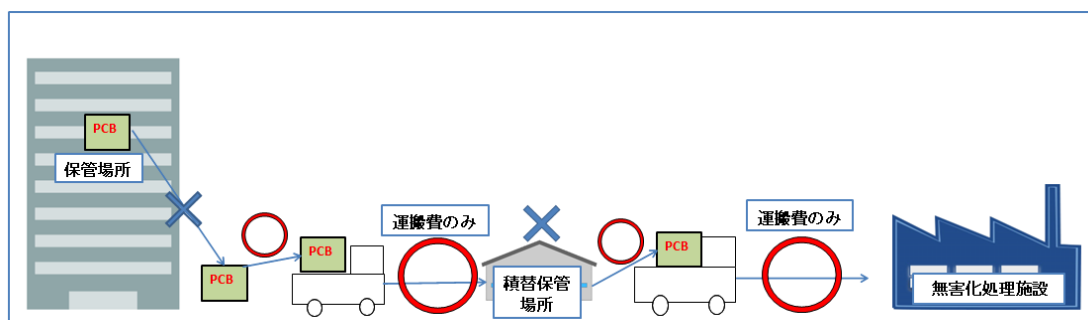 PCB
保管場所
PCB
PCB
運搬費のみ
積替保管
場所
PCB
運搬費のみ
無害化処理施設